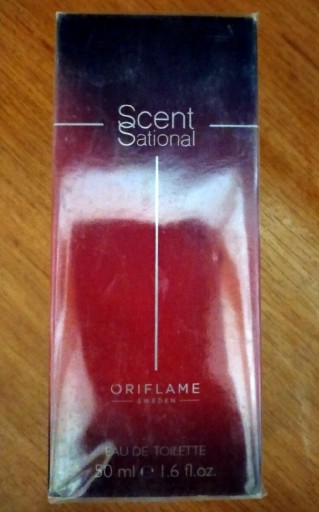 Scent
Sational
ORIFLAME
SWEDEN
EAU DE TOILETTE
50 ml ℮ 1.6 fl.oz.